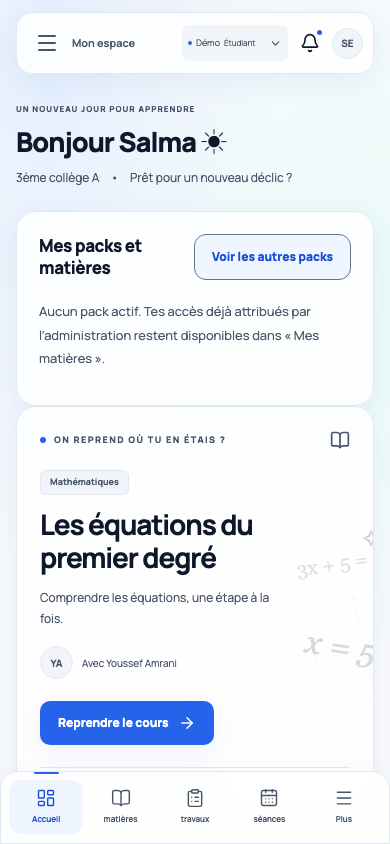 Mon espace
Démo Étudiant
SE
UN NOUVEAU JOUR POUR APPRENDRE
Bonjour Salma ☀
3ème collège A • Prêt pour un nouveau déclic ?
Mes packs et
matières
Voir les autres packs
Aucun pack actif. Tes accès déjà attribués par
l'administration restent disponibles dans « Mes
matières ».
ON REPREND OÙ TU EN ÉTAIS ?
Mathématiques
Les équations du
premier degré
3x + 5 =
Comprendre les équations, une étape à la
fois.
x = 5
YA
Avec Youssef Amrani
Reprendre le cours
Accueil
matières
travaux
séances
Plus